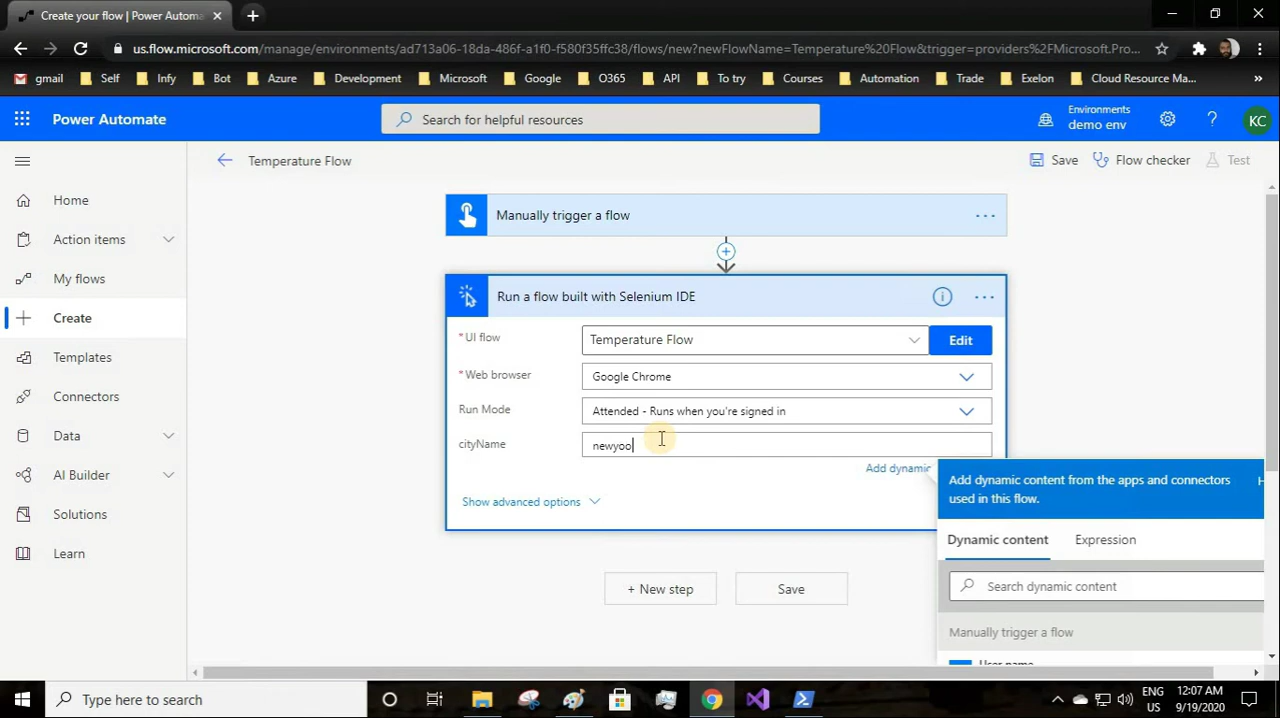 Create your flow | Power Automa
us.flow.microsoft.com/manage/environments/ad713a06-18da-486f-a1f0-f580f35ffc38/flows/new?newFlowName=Temperature%20Flow&trigger=providers%2FMicrosoft.Pro...
gmail Self Infy Bot Azure Development Microsoft Google O365 API To try Courses Automation Trade Exelon Cloud Resource Ma... »
Power Automate
Search for helpful resources
Environments
demo env
?
KC
Temperature Flow
Save
Flow checker
Test
Home
Action items
My flows
Create
Templates
Connectors
Data
AI Builder
Solutions
Learn
Manually trigger a flow
Run a flow built with Selenium IDE
* UI flow
Temperature Flow
Edit
* Web browser
Google Chrome
Run Mode
Attended - Runs when you're signed in
cityName
newyoo
Add dynamic
Show advanced options
+ New step
Save
Add dynamic content from the apps and connectors
used in this flow.
H
Dynamic content
Expression
Search dynamic content
Manually trigger a flow
User name
Type here to search
ENG
US
12:07 AM
9/19/2020